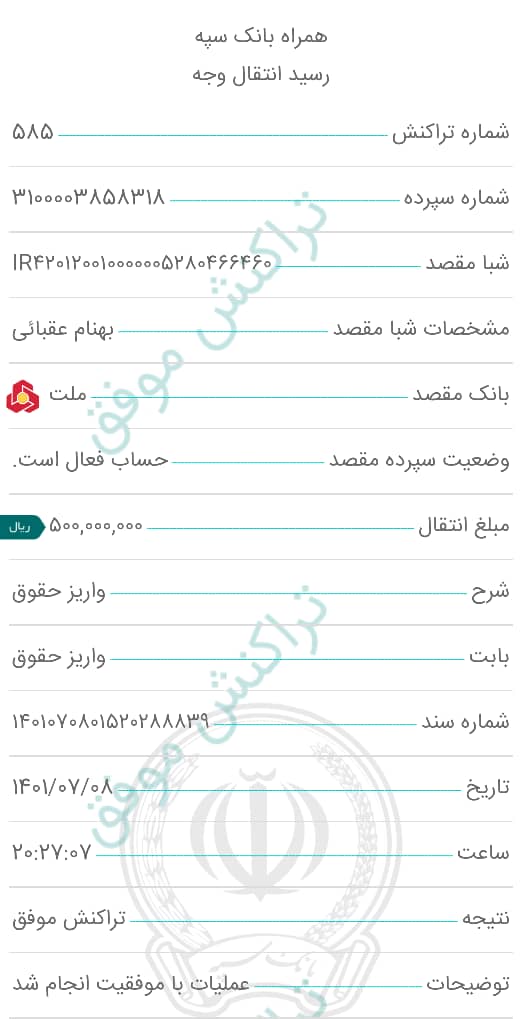 همراه بانک سپه
رسید انتقال وجه
شماره تراکنش ۵۸۵
شماره سپرده ۳۱۰۰۰۰۳۸۵۸۳۱۸
شبا مقصد IR۴۲۰۱۲۰۰۱۰۰۰۰۰۰۵۲۸۰۴۶۶۴۶۰
مشخصات شبا مقصد بهنام عقبائی
بانک مقصد ملت
وضعیت سپرده مقصد حساب فعال است.
مبلغ انتقال ۵۰۰,۰۰۰,۰۰۰ ریال
شرح واریز حقوق
بابت واریز حقوق
شماره سند ۱۴۰۱۰۷۰۸۰۱۵۲۰۲۸۸۸۳۹
تاریخ ۱۴۰۱/۰۷/۰۸
ساعت ۲۰:۲۷:۰۷
نتیجه تراکنش موفق
توضیحات عملیات با موفقیت انجام شد
تراکنش موفق
تراکنش موفق
بانک سپه